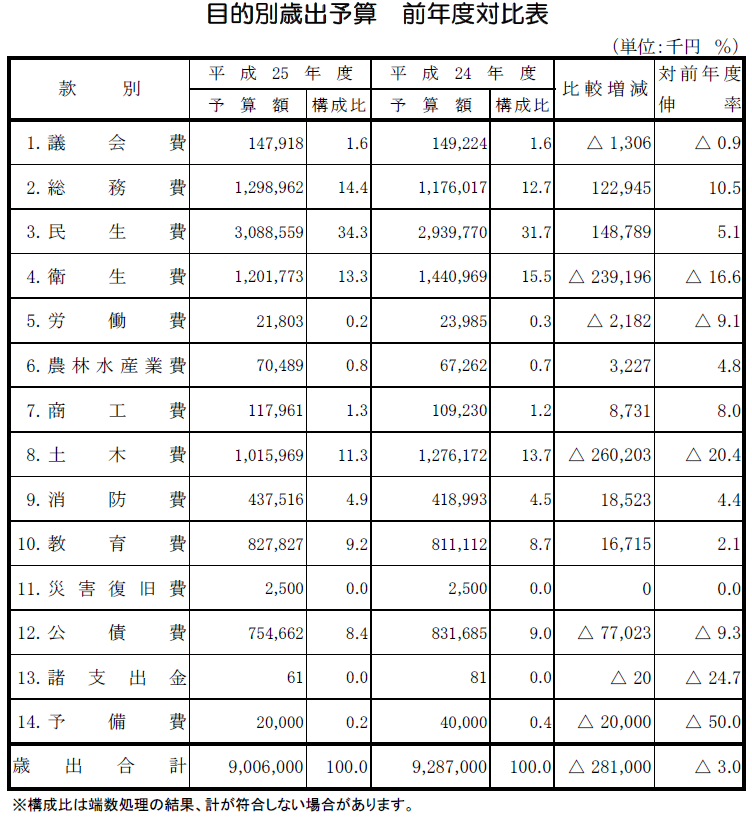 目的別歳出予算　前年度対比表
（単位：千円　％）
款別 平成25年度 平成24年度 比較増減 対前年度伸率
予算額 構成比 予算額 構成比
1. 議会費 147,918 1.6 149,224 1.6 △ 1,306 △ 0.9
2. 総務費 1,298,962 14.4 1,176,017 12.7 122,945 10.5
3. 民生費 3,088,559 34.3 2,939,770 31.7 148,789 5.1
4. 衛生費 1,201,773 13.3 1,440,969 15.5 △ 239,196 △ 16.6
5. 労働費 21,803 0.2 23,985 0.3 △ 2,182 △ 9.1
6. 農林水産業費 70,489 0.8 67,262 0.7 3,227 4.8
7. 商工費 117,961 1.3 109,230 1.2 8,731 8.0
8. 土木費 1,015,969 11.3 1,276,172 13.7 △ 260,203 △ 20.4
9. 消防費 437,516 4.9 418,993 4.5 18,523 4.4
10. 教育費 827,827 9.2 811,112 8.7 16,715 2.1
11. 災害復旧費 2,500 0.0 2,500 0.0 0 0.0
12. 公債費 754,662 8.4 831,685 9.0 △ 77,023 △ 9.3
13. 諸支出金 61 0.0 81 0.0 △ 20 △ 24.7
14. 予備費 20,000 0.2 40,000 0.4 △ 20,000 △ 50.0
歳出合計 9,006,000 100.0 9,287,000 100.0 △ 281,000 △ 3.0
※構成比は端数処理の結果、計が符合しない場合があります。